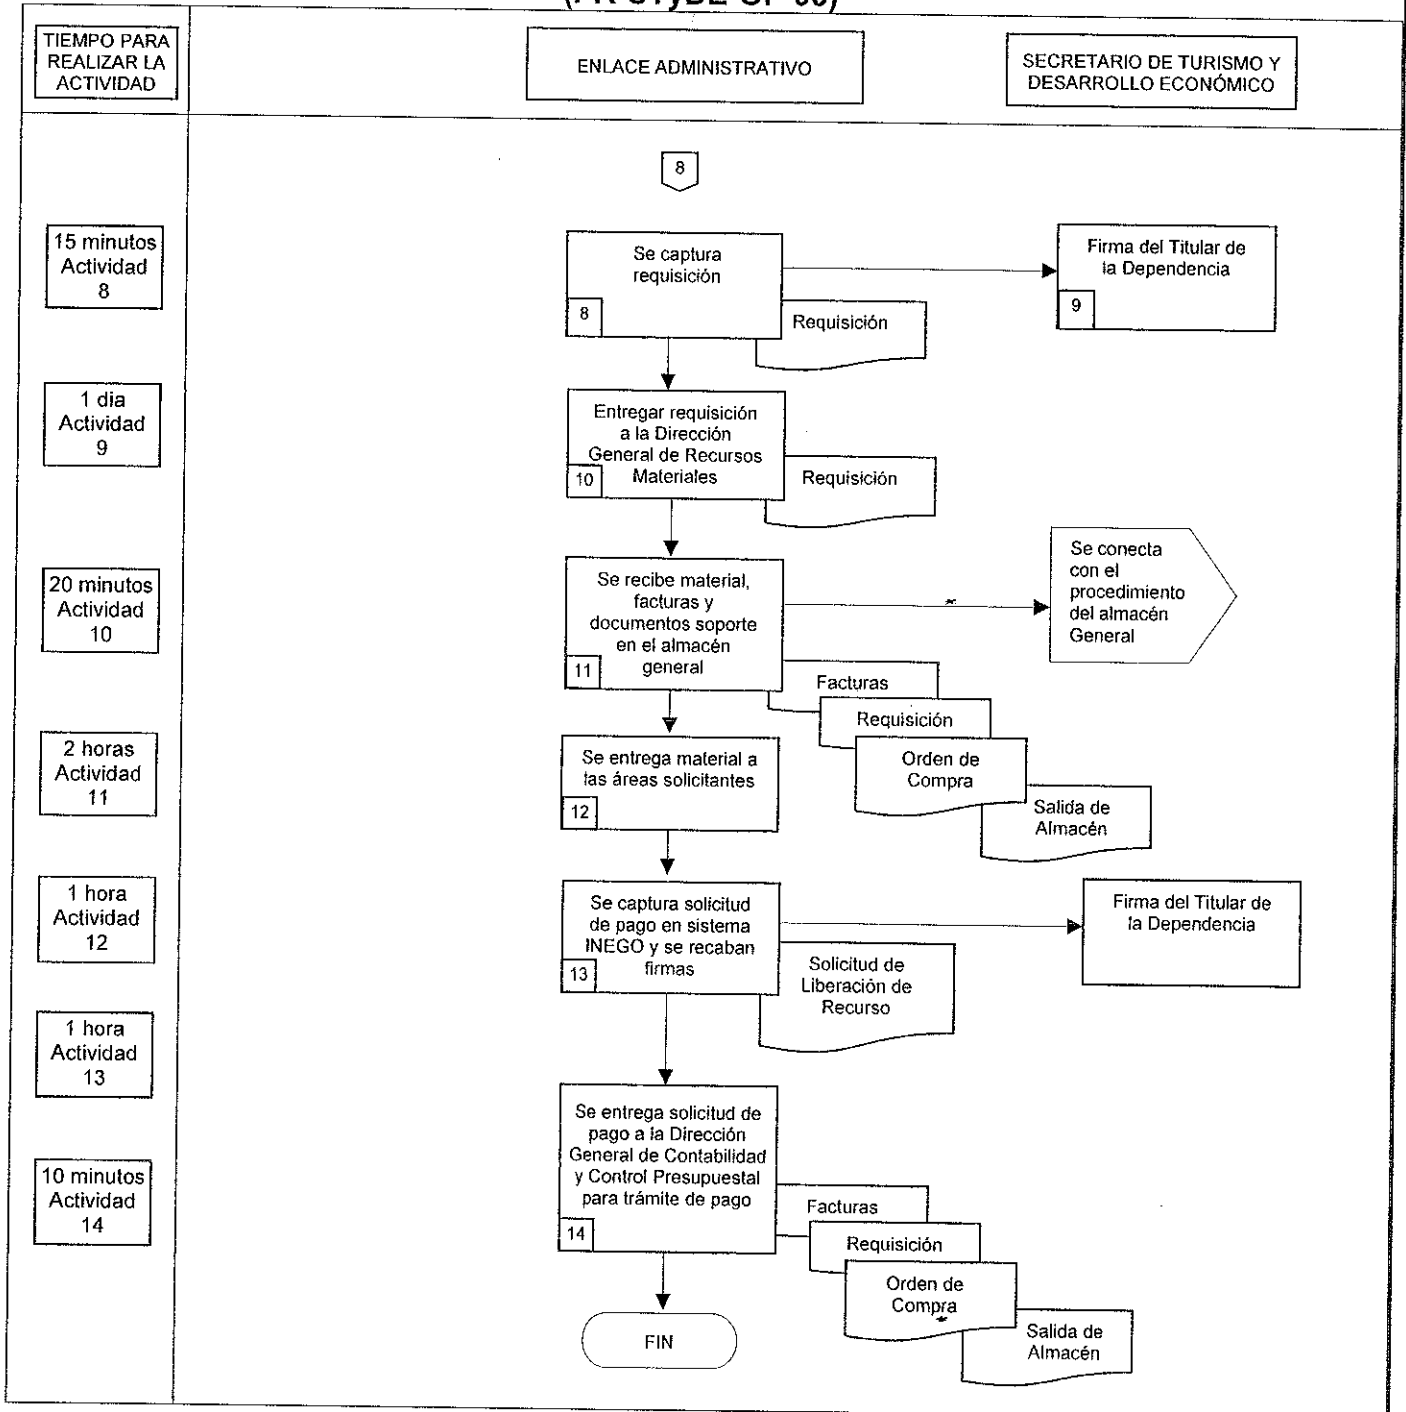 TIEMPO PARA
REALIZAR LA
ACTIVIDAD
ENLACE ADMINISTRATIVO
SECRETARIO DE TURISMO Y
DESARROLLO ECONÓMICO
8
15 minutos
Actividad
8
Se captura
requisición
8
Requisición
Firma del Titular de
la Dependencia
9
1 dia
Actividad
9
Entregar requisición
a la Dirección
General de Recursos
Materiales
10
Requisición
20 minutos
Actividad
10
Se recibe material,
facturas y
documentos soporte
en el almacén
general
11
Se conecta
con el
procedimiento
del almacén
General
Facturas
Requisición
Orden de
Compra
Salida de
Almacén
2 horas
Actividad
11
Se entrega material a
las áreas solicitantes
12
1 hora
Actividad
12
Se captura solicitud
de pago en sistema
INEGO y se recaban
firmas
13
Solicitud de
Liberación de
Recurso
Firma del Titular de
la Dependencia
1 hora
Actividad
13
Se entrega solicitud de
pago a la Dirección
General de Contabilidad
y Control Presupuestal
para trámite de pago
14
10 minutos
Actividad
14
Facturas
Requisición
Orden de
Compra
Salida de
Almacén
FIN